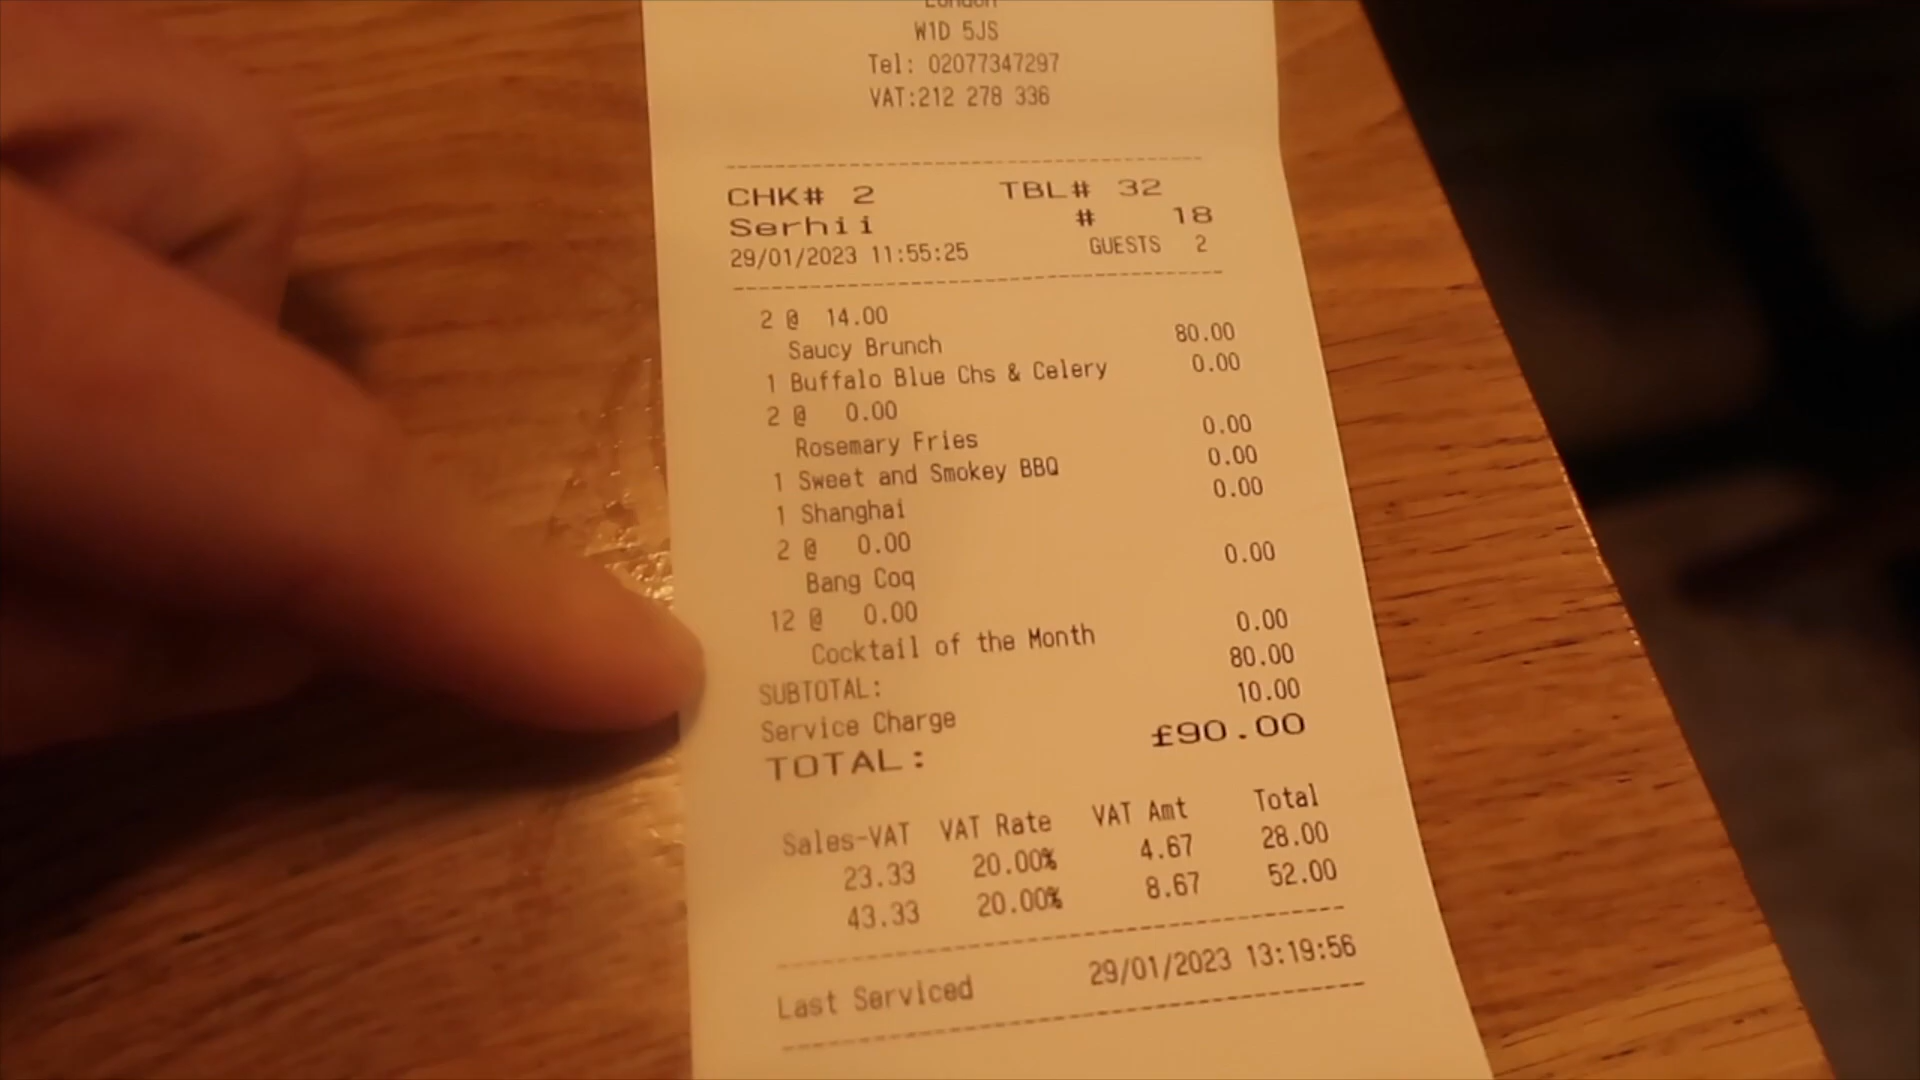 London
W1D 5JS
Tel: 02077347297
VAT:212 278 336
CHK# 2 TBL# 32
Serhii # 18
29/01/2023 11:55:25 GUESTS 2
2 @ 14.00
Saucy Brunch 80.00
1 Buffalo Blue Chs & Celery 0.00
2 @ 0.00
Rosemary Fries 0.00
1 Sweet and Smokey BBQ 0.00
1 Shanghai 0.00
2 @ 0.00
Bang Coq 0.00
12 @ 0.00
Cocktail of the Month 0.00
SUBTOTAL: 80.00
Service Charge 10.00
TOTAL: £90.00
Sales-VAT VAT Rate VAT Amt Total
23.33 20.00% 4.67 28.00
43.33 20.00% 8.67 52.00
Last Serviced 29/01/2023 13:19:56